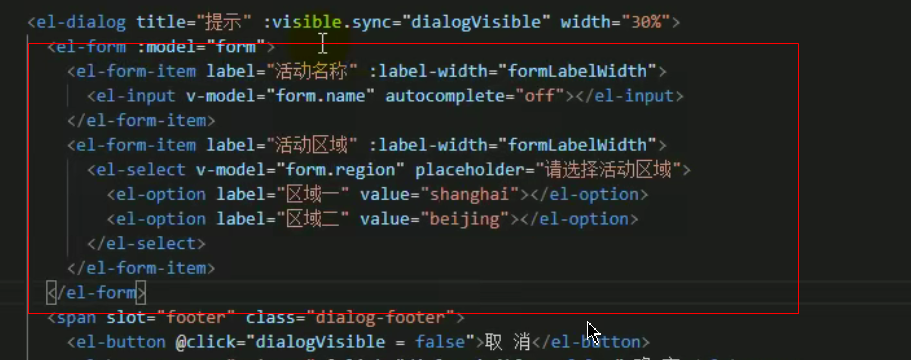 <el-dialog title="提示" :visible.sync="dialogVisible" width="30%">
<el-form :model="form">
<el-form-item label="活动名称" :label-width="formLabelWidth">
<el-input v-model="form.name" autocomplete="off"></el-input>
</el-form-item>
<el-form-item label="活动区域" :label-width="formLabelWidth">
<el-select v-model="form.region" placeholder="请选择活动区域">
<el-option label="区域一" value="shanghai"></el-option>
<el-option label="区域二" value="beijing"></el-option>
</el-select>
</el-form-item>
</el-form>
<span slot="footer" class="dialog-footer">
<el-button @click="dialogVisible = false">取 消</el-button>